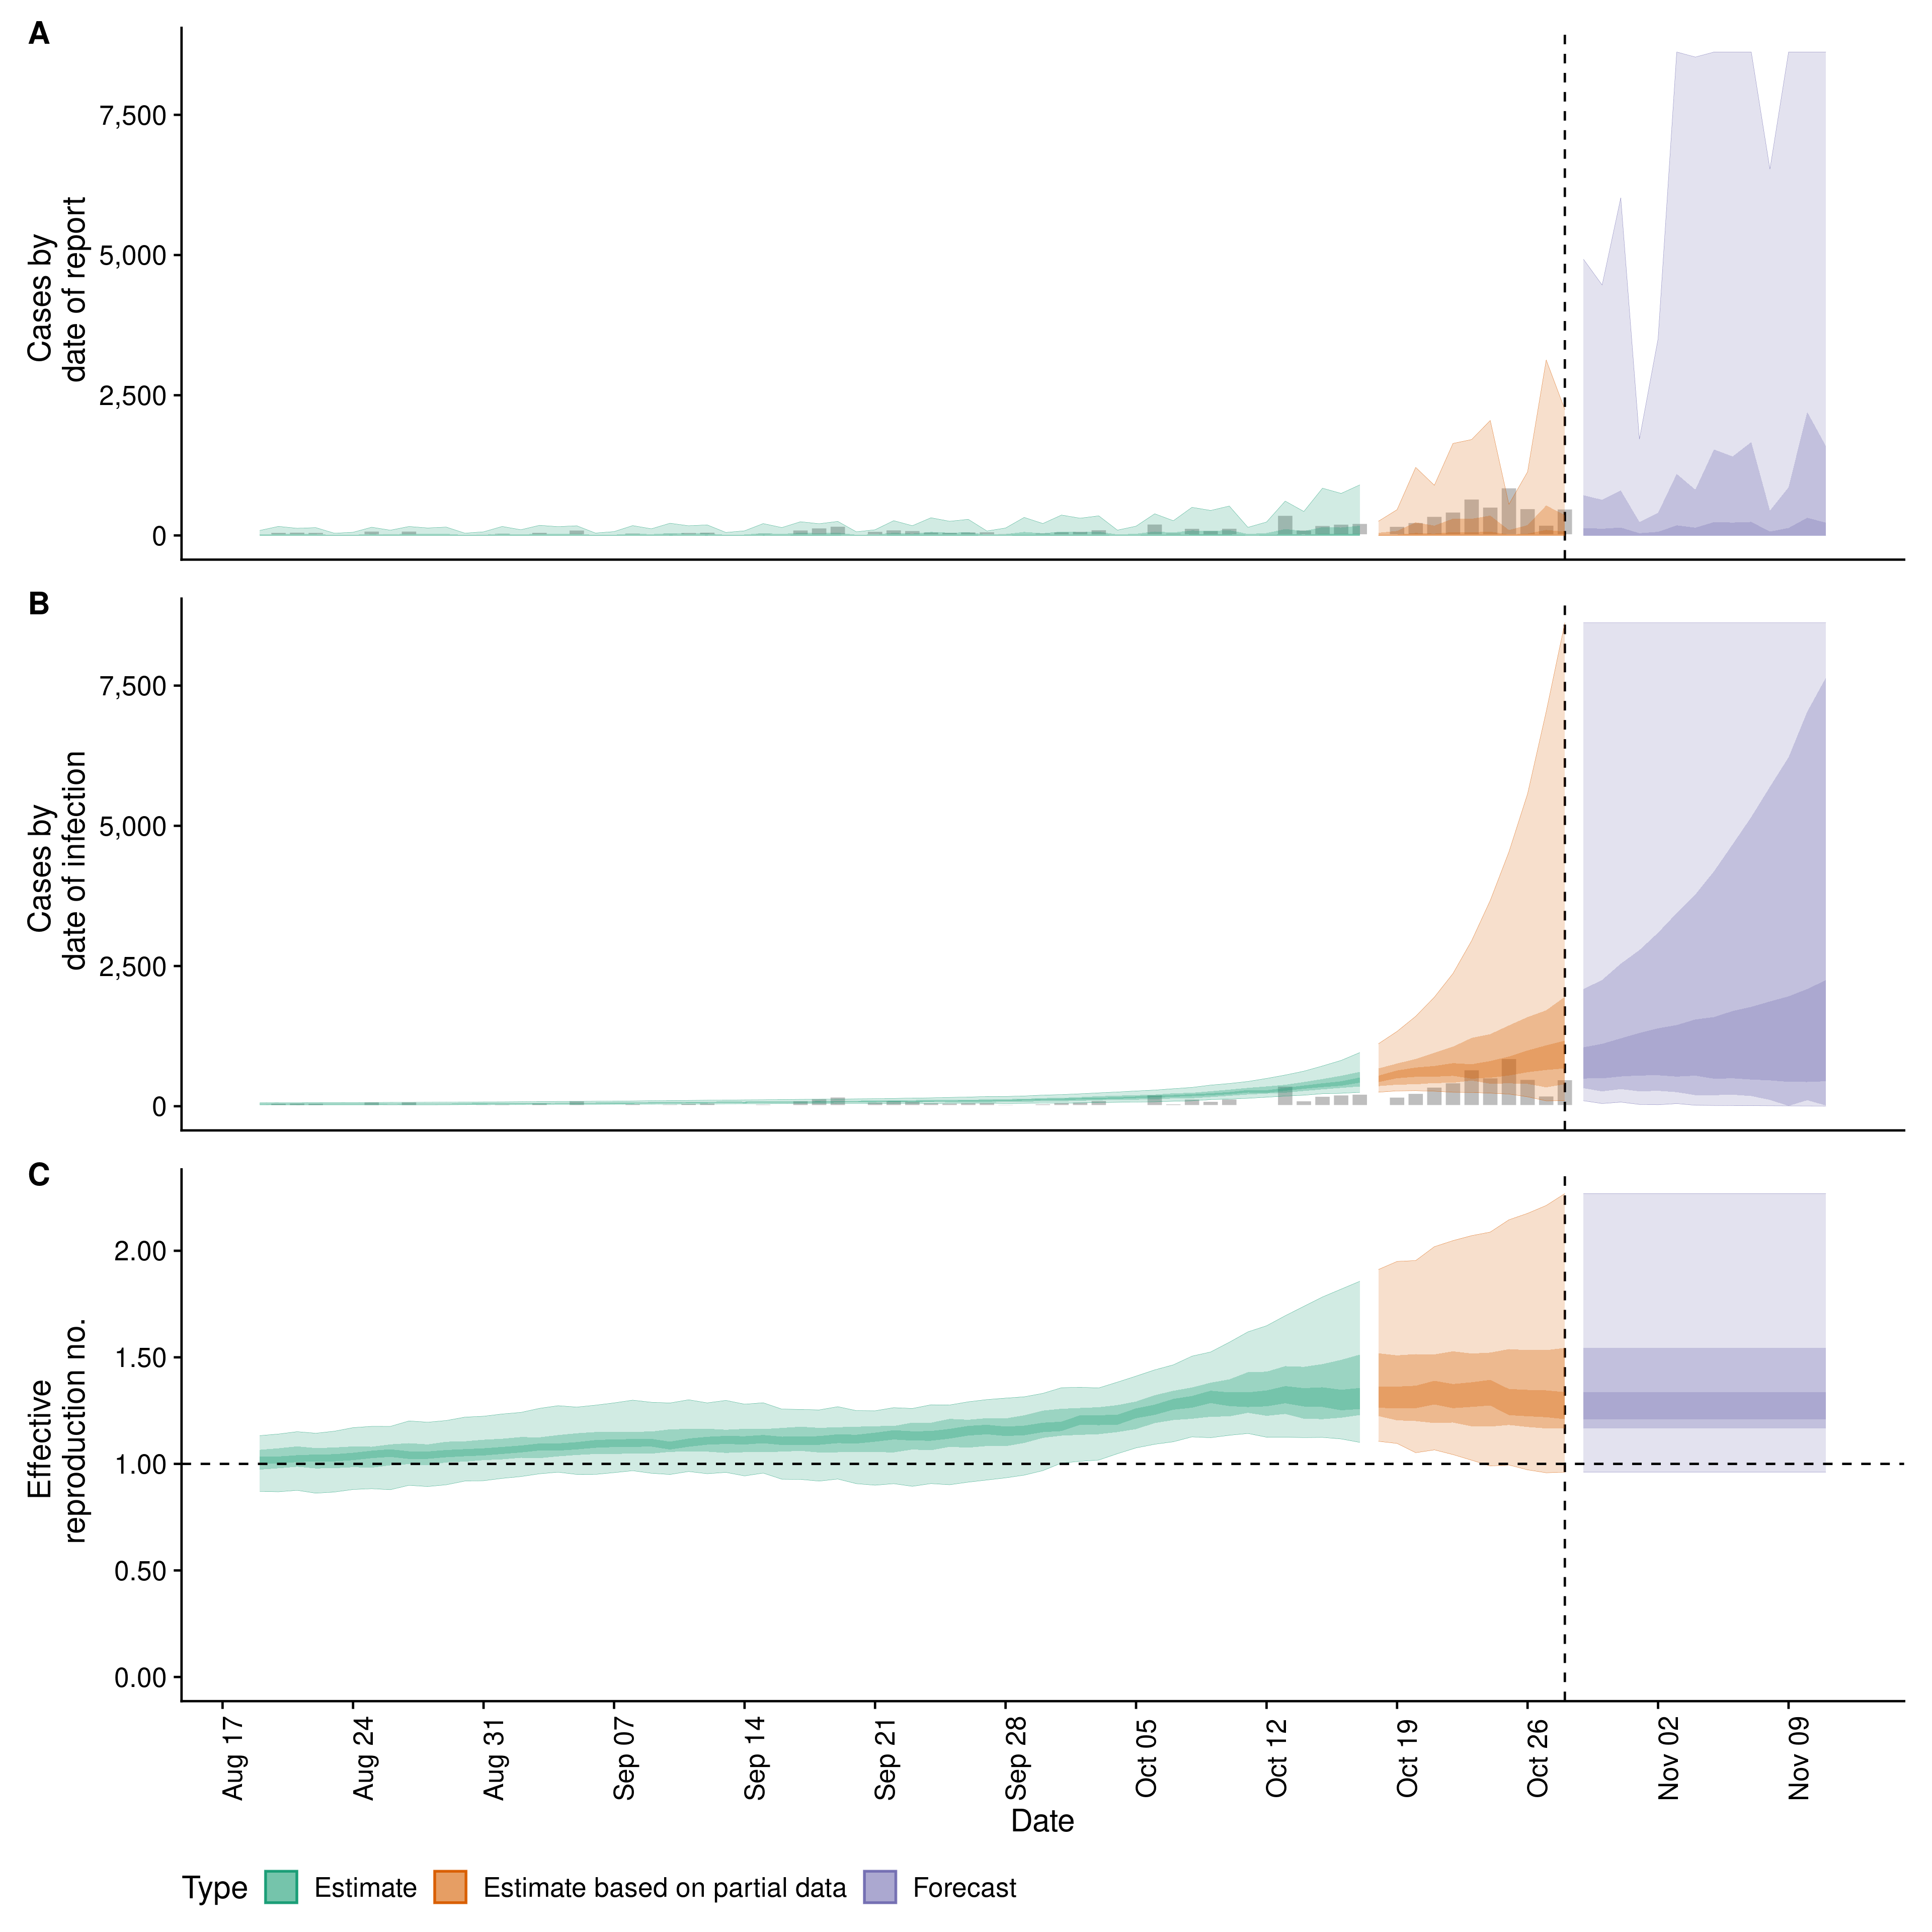 A
Cases by
date of report
7,500
5,000
2,500
0
B
Cases by
date of infection
7,500
5,000
2,500
0
C
Effective
reproduction no.
2.00
1.50
1.00
0.50
0.00
Aug 17
Aug 24
Aug 31
Sep 07
Sep 14
Sep 21
Sep 28
Oct 05
Oct 12
Oct 19
Oct 26
Nov 02
Nov 09
Date
Type Estimate Estimate based on partial data Forecast